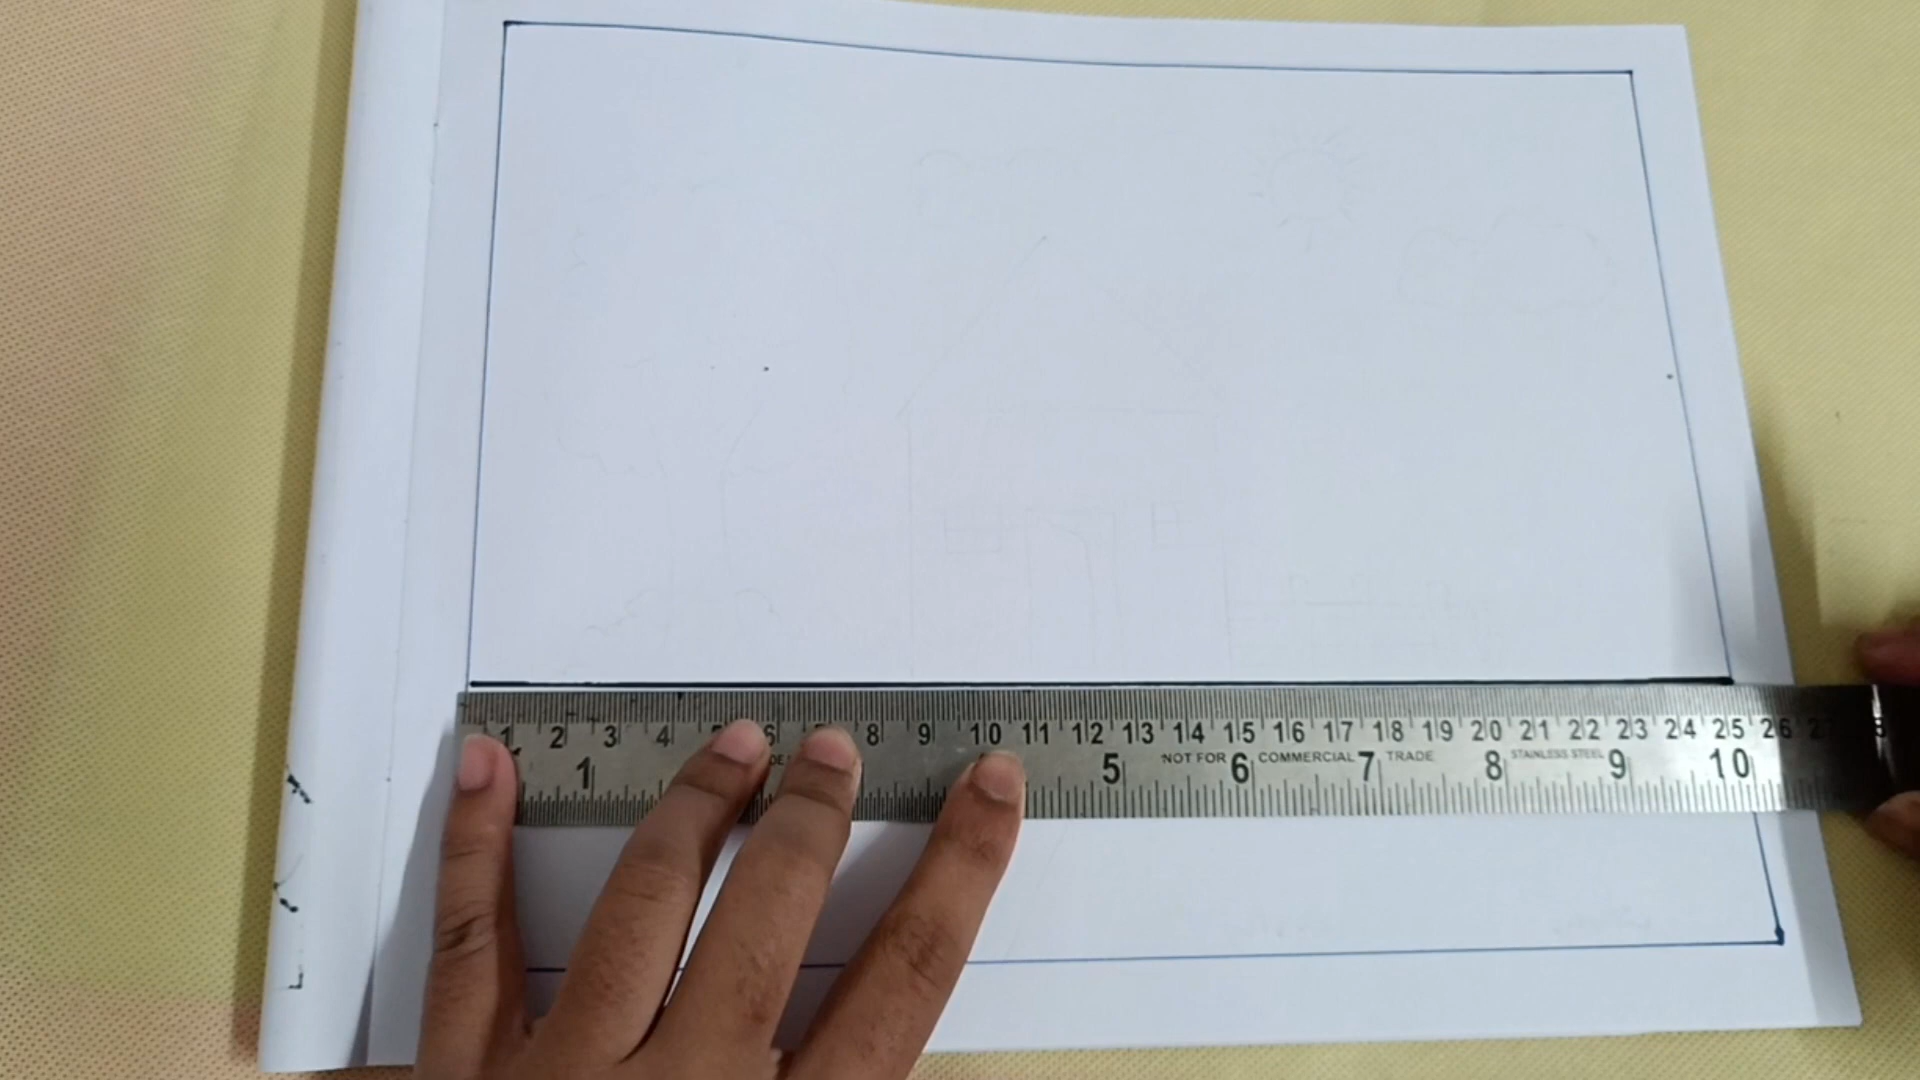 1 2 3 4 5 6 8 9 10 11 12 13 14 15 16 17 18 19 20 21 22 23 24 25 26
1 5 NOT FOR 6 COMMERCIAL 7 TRADE 8 STAINLESS STEEL 9 10